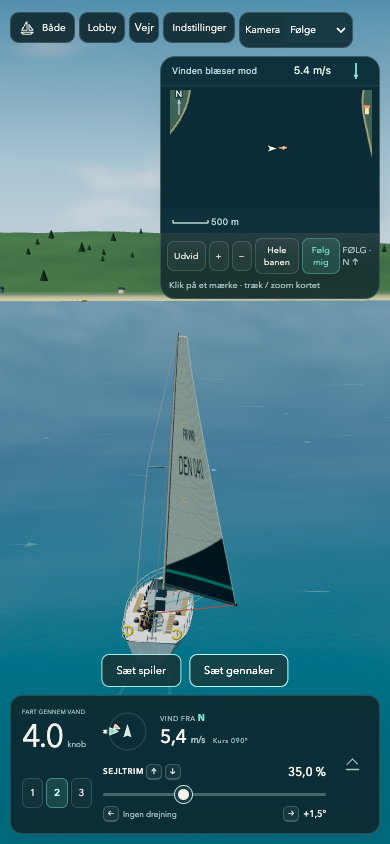 Både Lobby Vejr Indstillinger Kamera Følge
Vinden blæser mod 5.4 m/s
N
500 m
Udvid + − Hele banen Følg mig FØLG · N ↑
Klik på et mærke · træk / zoom kortet
DEN
Sæt spiler Sæt gennaker
FART GENNEM VAND
4.0 knob
VIND FRA N
5,4 m/s Kurs 090°
SEJLTRIM ↑ ↓ 35,0 %
1 2 3
← Ingen drejning → +1,5°